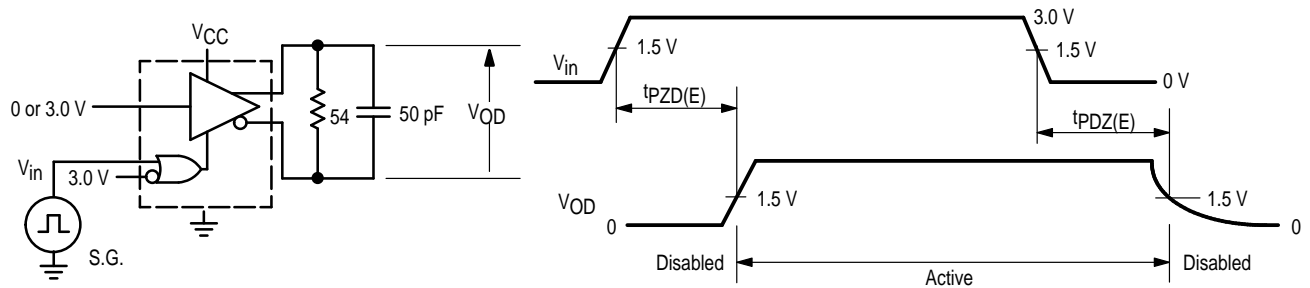 VCC
0 or 3.0 V
Vin
3.0 V
S.G.
54
50 pF
VOD
Vin
1.5 V
3.0 V
1.5 V
0 V
tPZD(E)
tPDZ(E)
VOD
0
1.5 V
1.5 V
0
Disabled
Active
Disabled